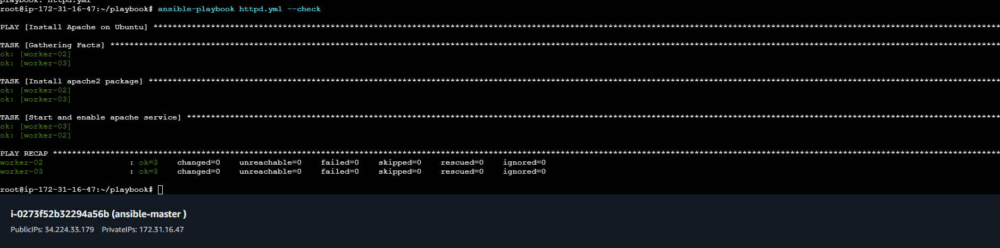 playbook: httpd.yml
root@ip-172-31-16-47:~/playbook# ansible-playbook httpd.yml --check
PLAY [Install Apache on Ubuntu] ****************************************************************************************************************************************************************************
TASK [Gathering Facts] *************************************************************************************************************************************************************************************
ok: [worker-02]
ok: [worker-03]
TASK [Install apache2 package] *****************************************************************************************************************************************************************************
ok: [worker-02]
ok: [worker-03]
TASK [Start and enable apache service] *********************************************************************************************************************************************************************
ok: [worker-03]
ok: [worker-02]
PLAY RECAP *************************************************************************************************************************************************************************************************
worker-02 : ok=3 changed=0 unreachable=0 failed=0 skipped=0 rescued=0 ignored=0
worker-03 : ok=3 changed=0 unreachable=0 failed=0 skipped=0 rescued=0 ignored=0
root@ip-172-31-16-47:~/playbook#
i-0273f52b32294a56b (ansible-master )
PublicIPs: 34.224.33.179 PrivateIPs: 172.31.16.47